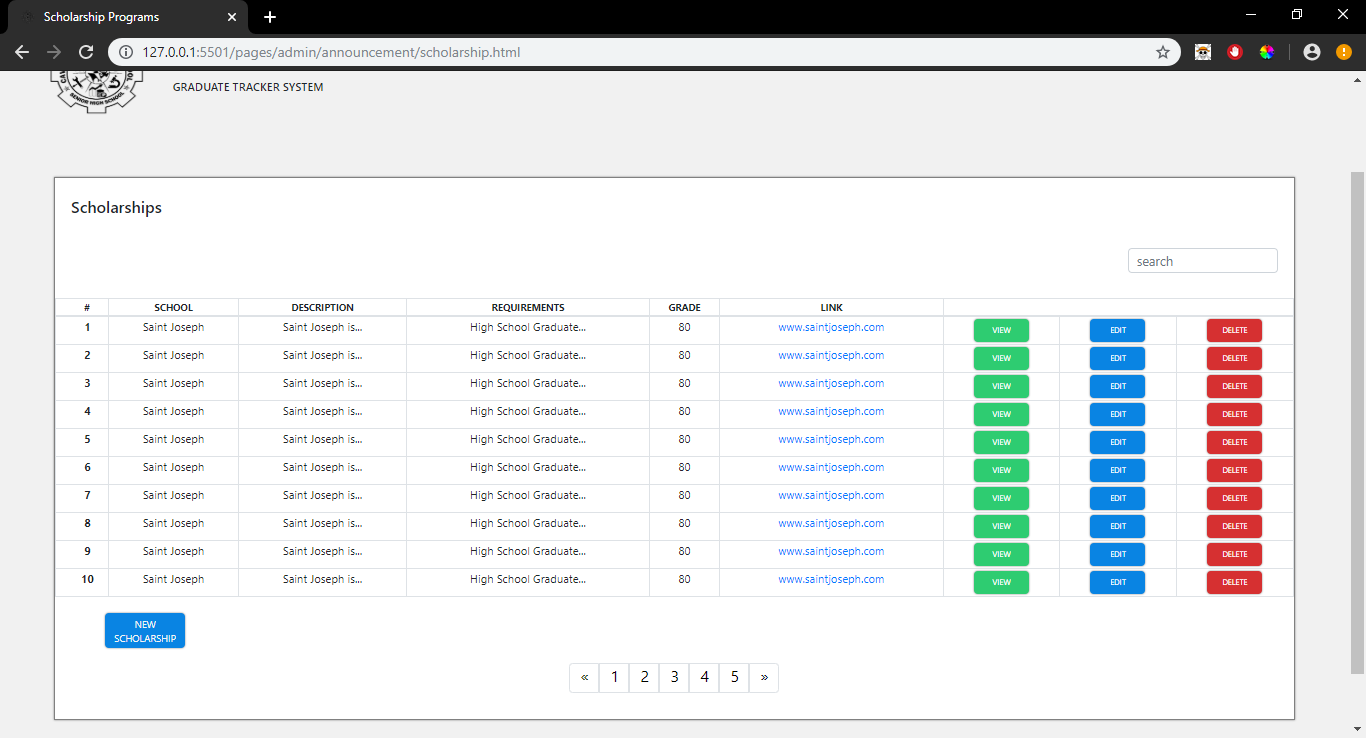 Scholarship Programs
127.0.0.1:5501/pages/admin/announcement/scholarship.html
SENIOR HIGH SCHOOL
GRADUATE TRACKER SYSTEM
Scholarships
search
# SCHOOL DESCRIPTION REQUIREMENTS GRADE LINK
1 Saint Joseph Saint Joseph is... High School Graduate... 80 www.saintjoseph.com VIEW EDIT DELETE
2 Saint Joseph Saint Joseph is... High School Graduate... 80 www.saintjoseph.com VIEW EDIT DELETE
3 Saint Joseph Saint Joseph is... High School Graduate... 80 www.saintjoseph.com VIEW EDIT DELETE
4 Saint Joseph Saint Joseph is... High School Graduate... 80 www.saintjoseph.com VIEW EDIT DELETE
5 Saint Joseph Saint Joseph is... High School Graduate... 80 www.saintjoseph.com VIEW EDIT DELETE
6 Saint Joseph Saint Joseph is... High School Graduate... 80 www.saintjoseph.com VIEW EDIT DELETE
7 Saint Joseph Saint Joseph is... High School Graduate... 80 www.saintjoseph.com VIEW EDIT DELETE
8 Saint Joseph Saint Joseph is... High School Graduate... 80 www.saintjoseph.com VIEW EDIT DELETE
9 Saint Joseph Saint Joseph is... High School Graduate... 80 www.saintjoseph.com VIEW EDIT DELETE
10 Saint Joseph Saint Joseph is... High School Graduate... 80 www.saintjoseph.com VIEW EDIT DELETE
NEW
SCHOLARSHIP
« 1 2 3 4 5 »